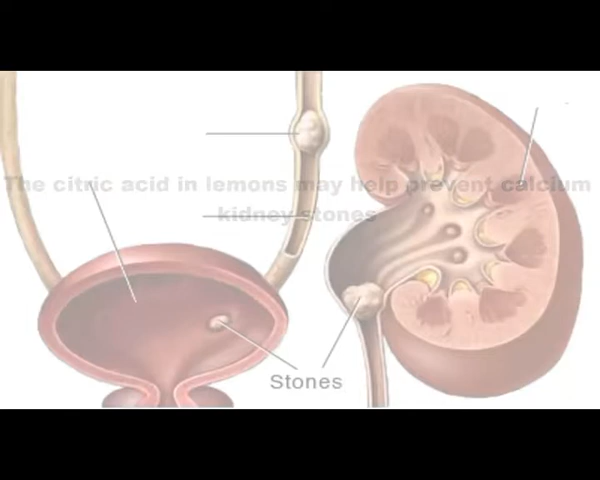 The citric acid in lemons may help prevent calcium
kidney stones
Stones